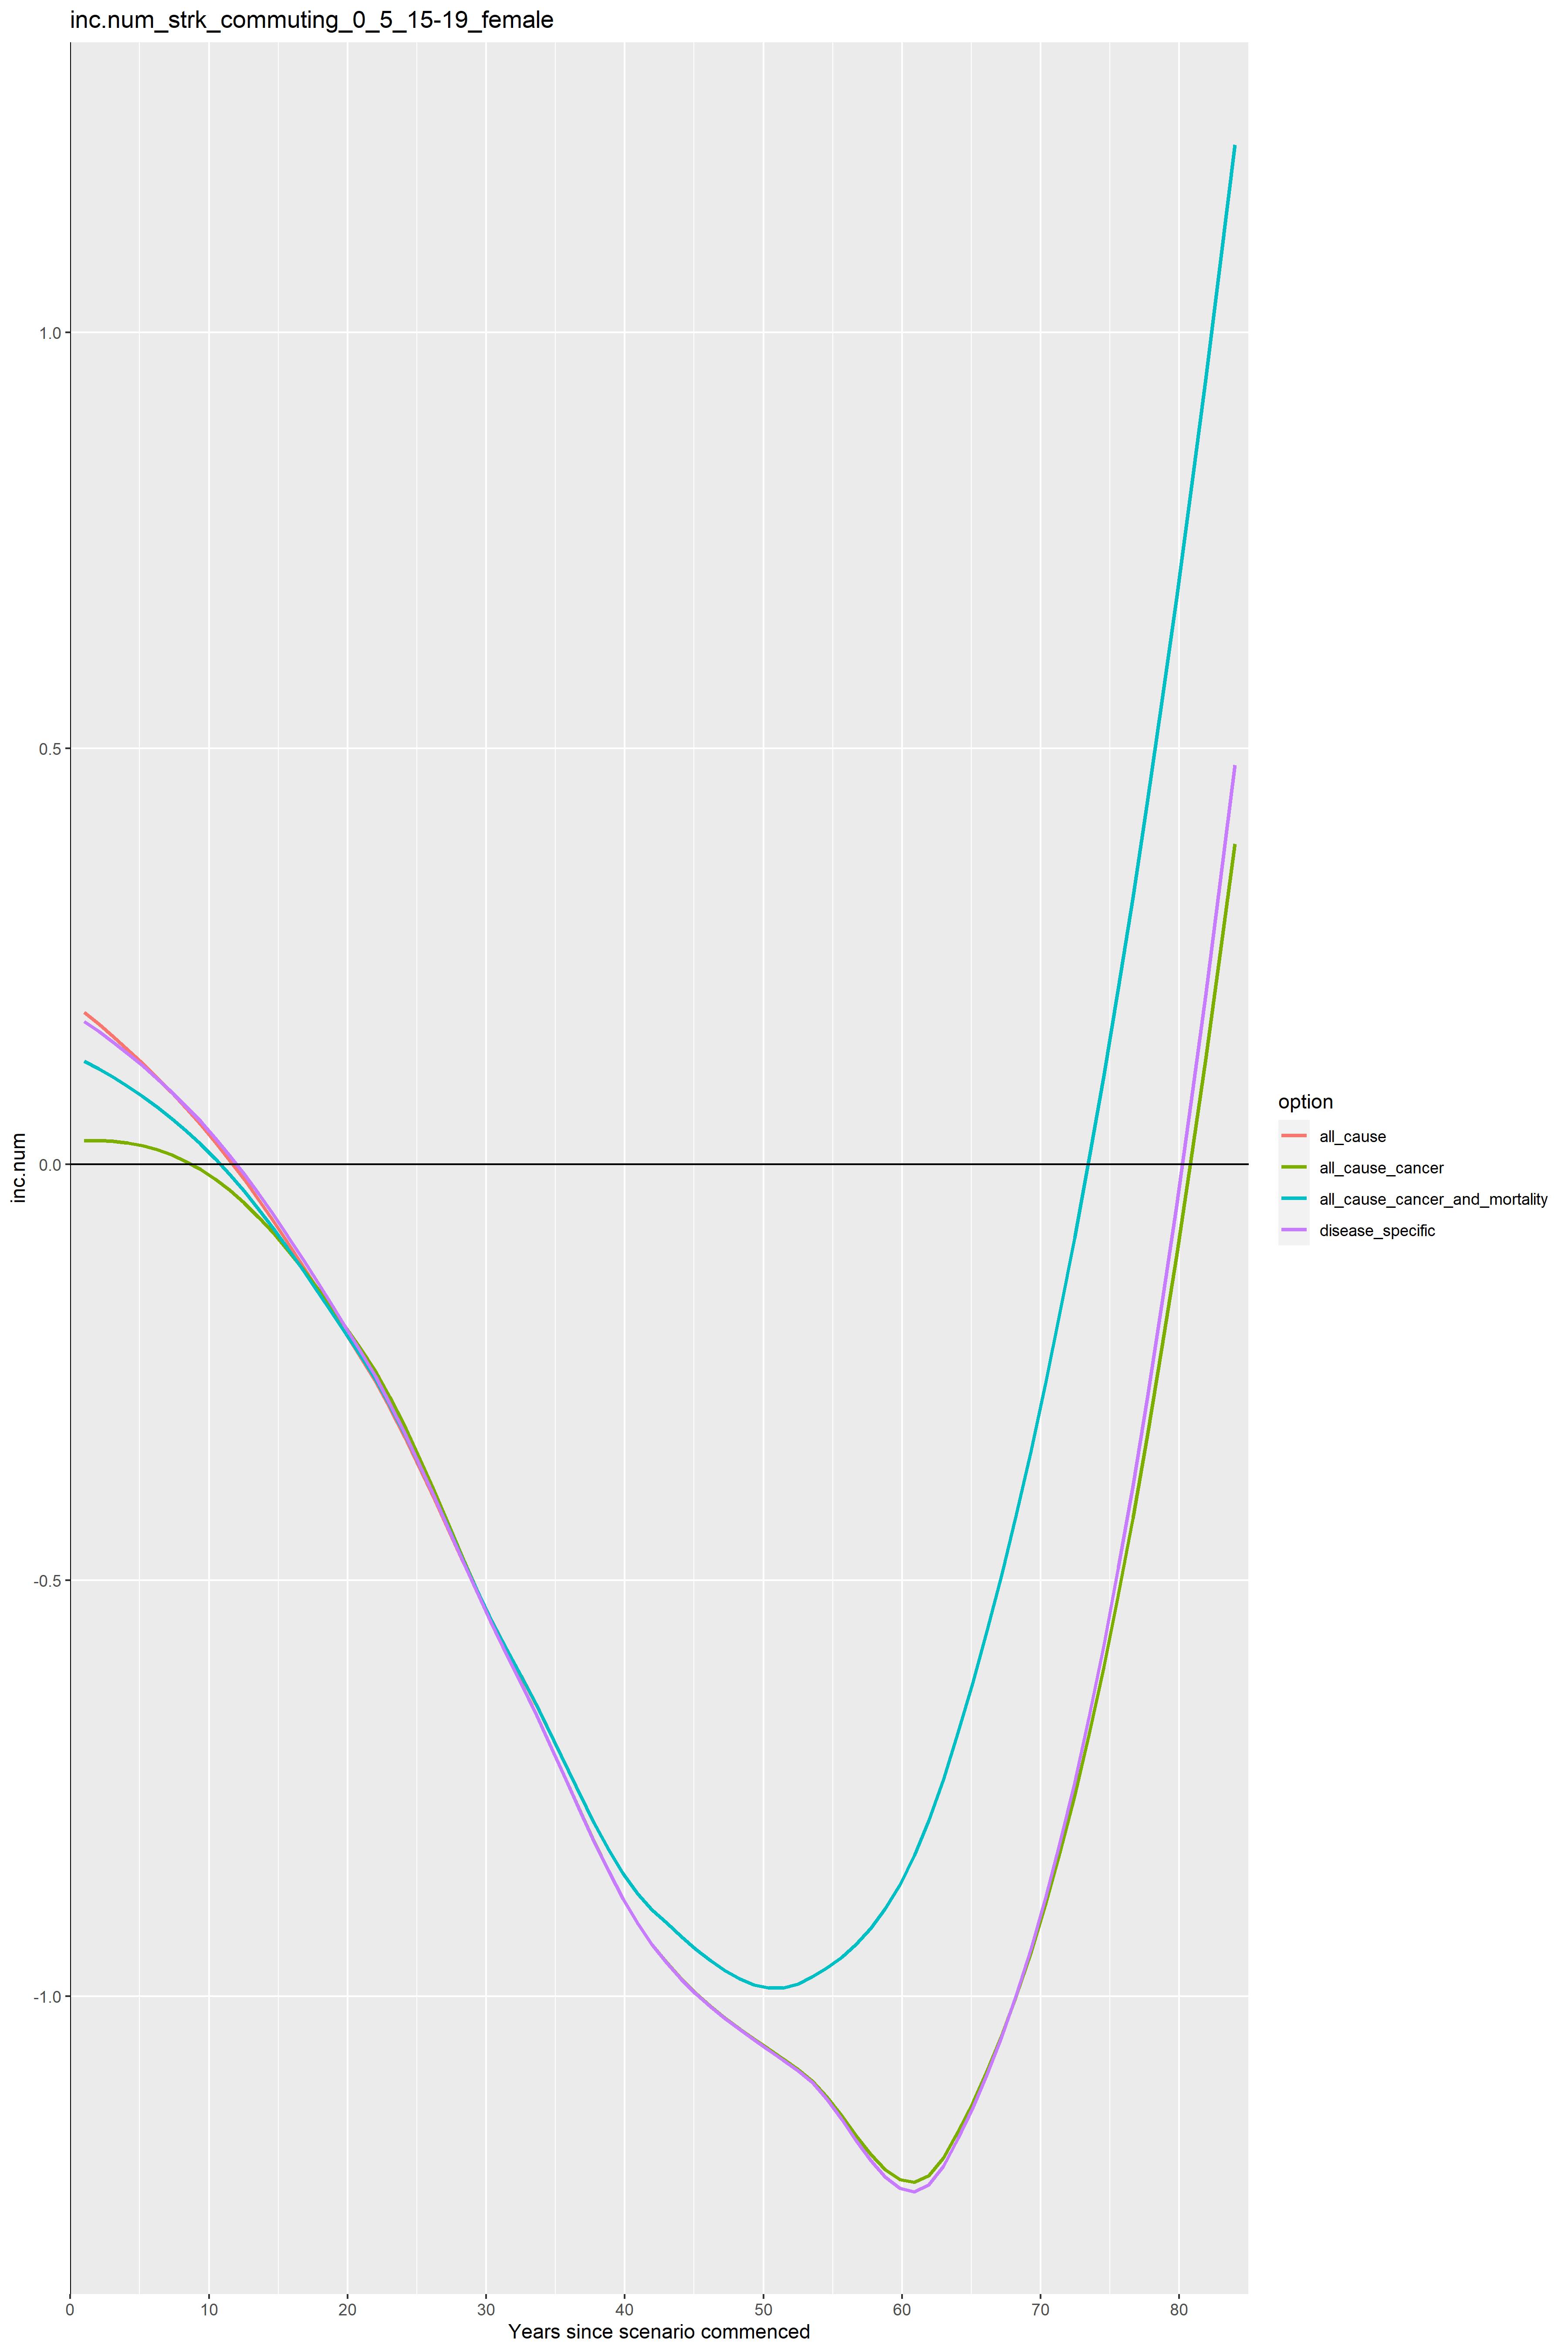 inc.num_strk_commuting_0_5_15-19_female
1.0
0.5
0.0
-0.5
-1.0
inc.num
0 10 20 30 40 50 60 70 80
Years since scenario commenced
option
all_cause
all_cause_cancer
all_cause_cancer_and_mortality
disease_specific